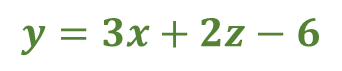 y = 3x + 2z − 6